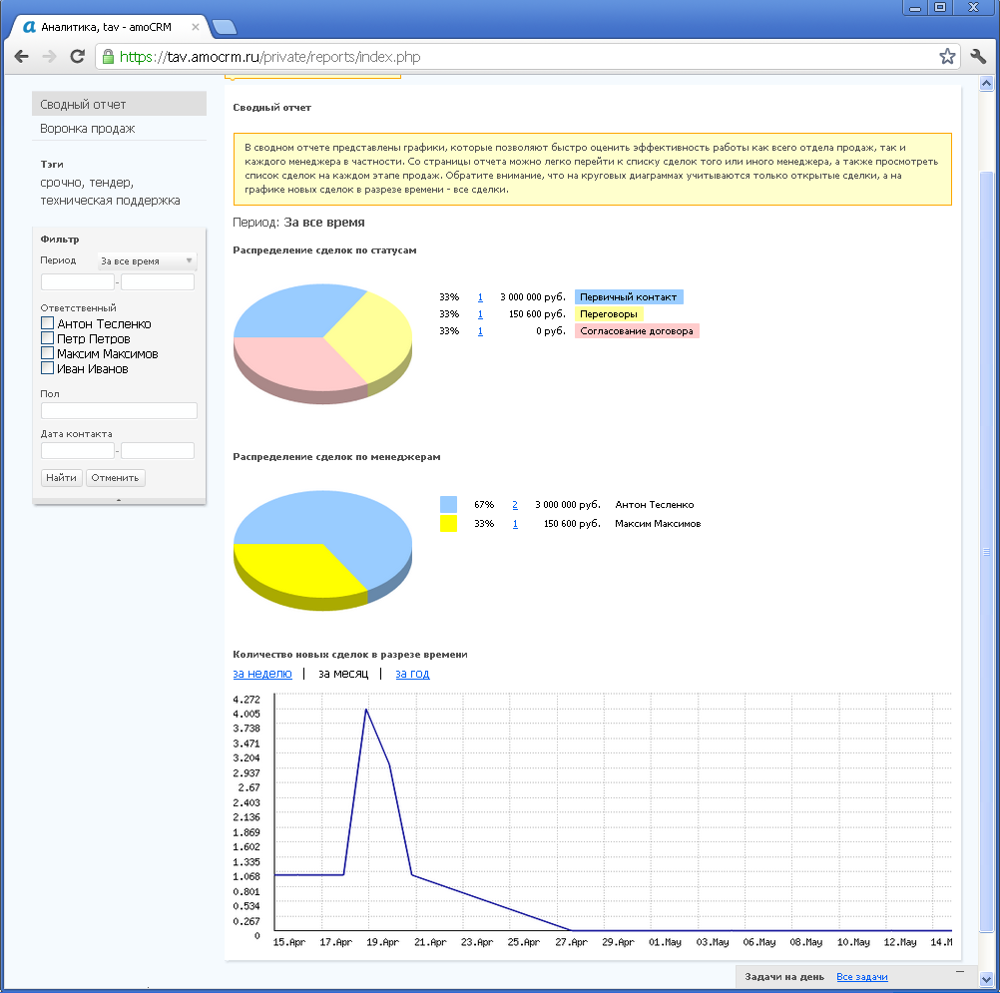 Аналитика, tav - amoCRM
https://tav.amocrm.ru/private/reports/index.php
Сводный отчет
Воронка продаж
Тэги
срочно, тендер,
техническая поддержка
Фильтр
Период За все время
-
Ответственный
Антон Тесленко
Петр Петров
Максим Максимов
Иван Иванов
Пол
Дата контакта
-
Найти Отменить
Сводный отчет
В сводном отчете представлены графики, которые позволяют быстро оценить эффективность работы как всего отдела продаж, так и
каждого менеджера в частности. Со страницы отчета можно легко перейти к списку сделок того или иного менеджера, а также просмотреть
список сделок на каждом этапе продаж. Обратите внимание, что на круговых диаграммах учитываются только открытые сделки, а на
графике новых сделок в разрезе времени - все сделки.
Период: За все время
Распределение сделок по статусам
33% 1 3 000 000 руб. Первичный контакт
33% 1 150 600 руб. Переговоры
33% 1 0 руб. Согласование договора
Распределение сделок по менеджерам
67% 2 3 000 000 руб. Антон Тесленко
33% 1 150 600 руб. Максим Максимов
Количество новых сделок в разрезе времени
за неделю | за месяц | за год
4.272
4.005
3.738
3.471
3.204
2.937
2.67
2.403
2.136
1.869
1.602
1.335
1.068
0.801
0.534
0.267
0
15.Apr 17.Apr 19.Apr 21.Apr 23.Apr 25.Apr 27.Apr 29.Apr 01.May 03.May 06.May 08.May 10.May 12.May 14.M
Задачи на день Все задачи